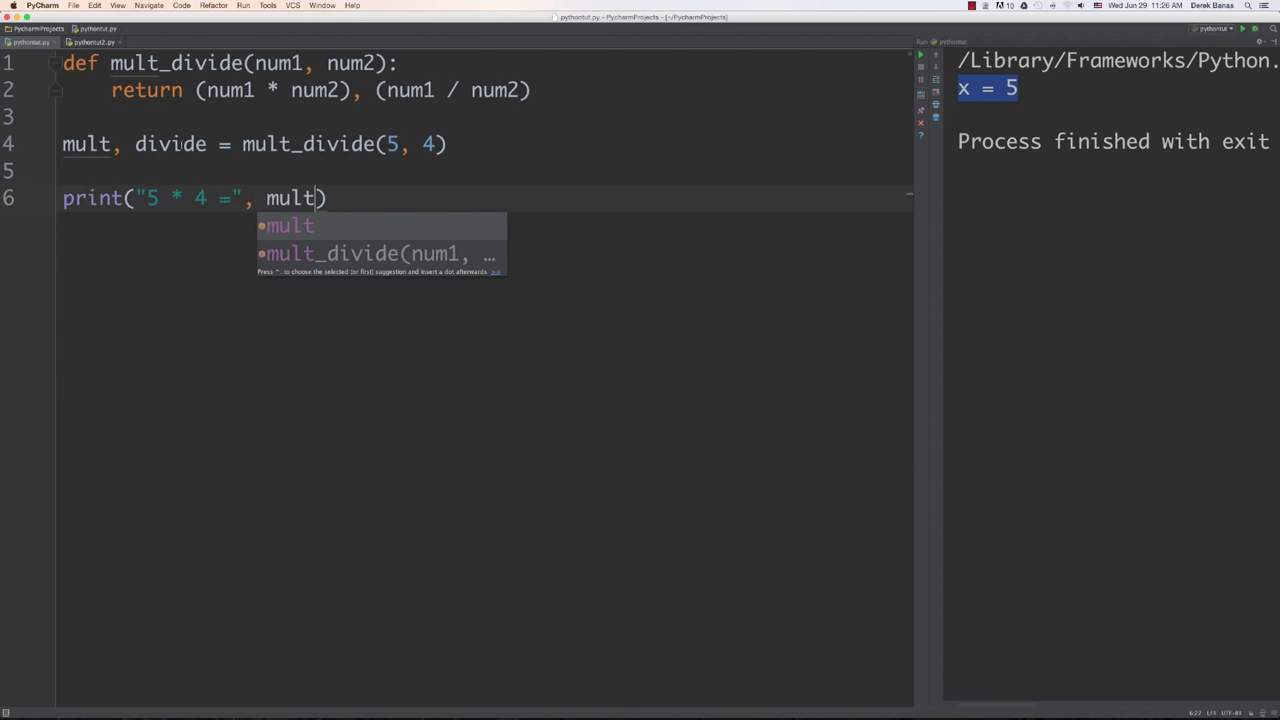 PyCharm File Edit View Navigate Code Refactor Run Tools VCS Window Help 10 Wed Jun 29 11:26 AM Derek Banas
pythontut.py - PyCharmProjects - [~/PycharmProjects]
PycharmProjects pythontut.py pythontut
pythontut.py pythontut2.py Run pythontut
1 def mult_divide(num1, num2):
2 return (num1 * num2), (num1 / num2)
3
4 mult, divide = mult_divide(5, 4)
5
6 print("5 * 4 =", mult)
mult
mult_divide(num1, …
Press ^. to choose the selected (or first) suggestion and insert a dot afterwards >>
/Library/Frameworks/Python.
x = 5
Process finished with exit
6:22 LF÷ UTF-8÷